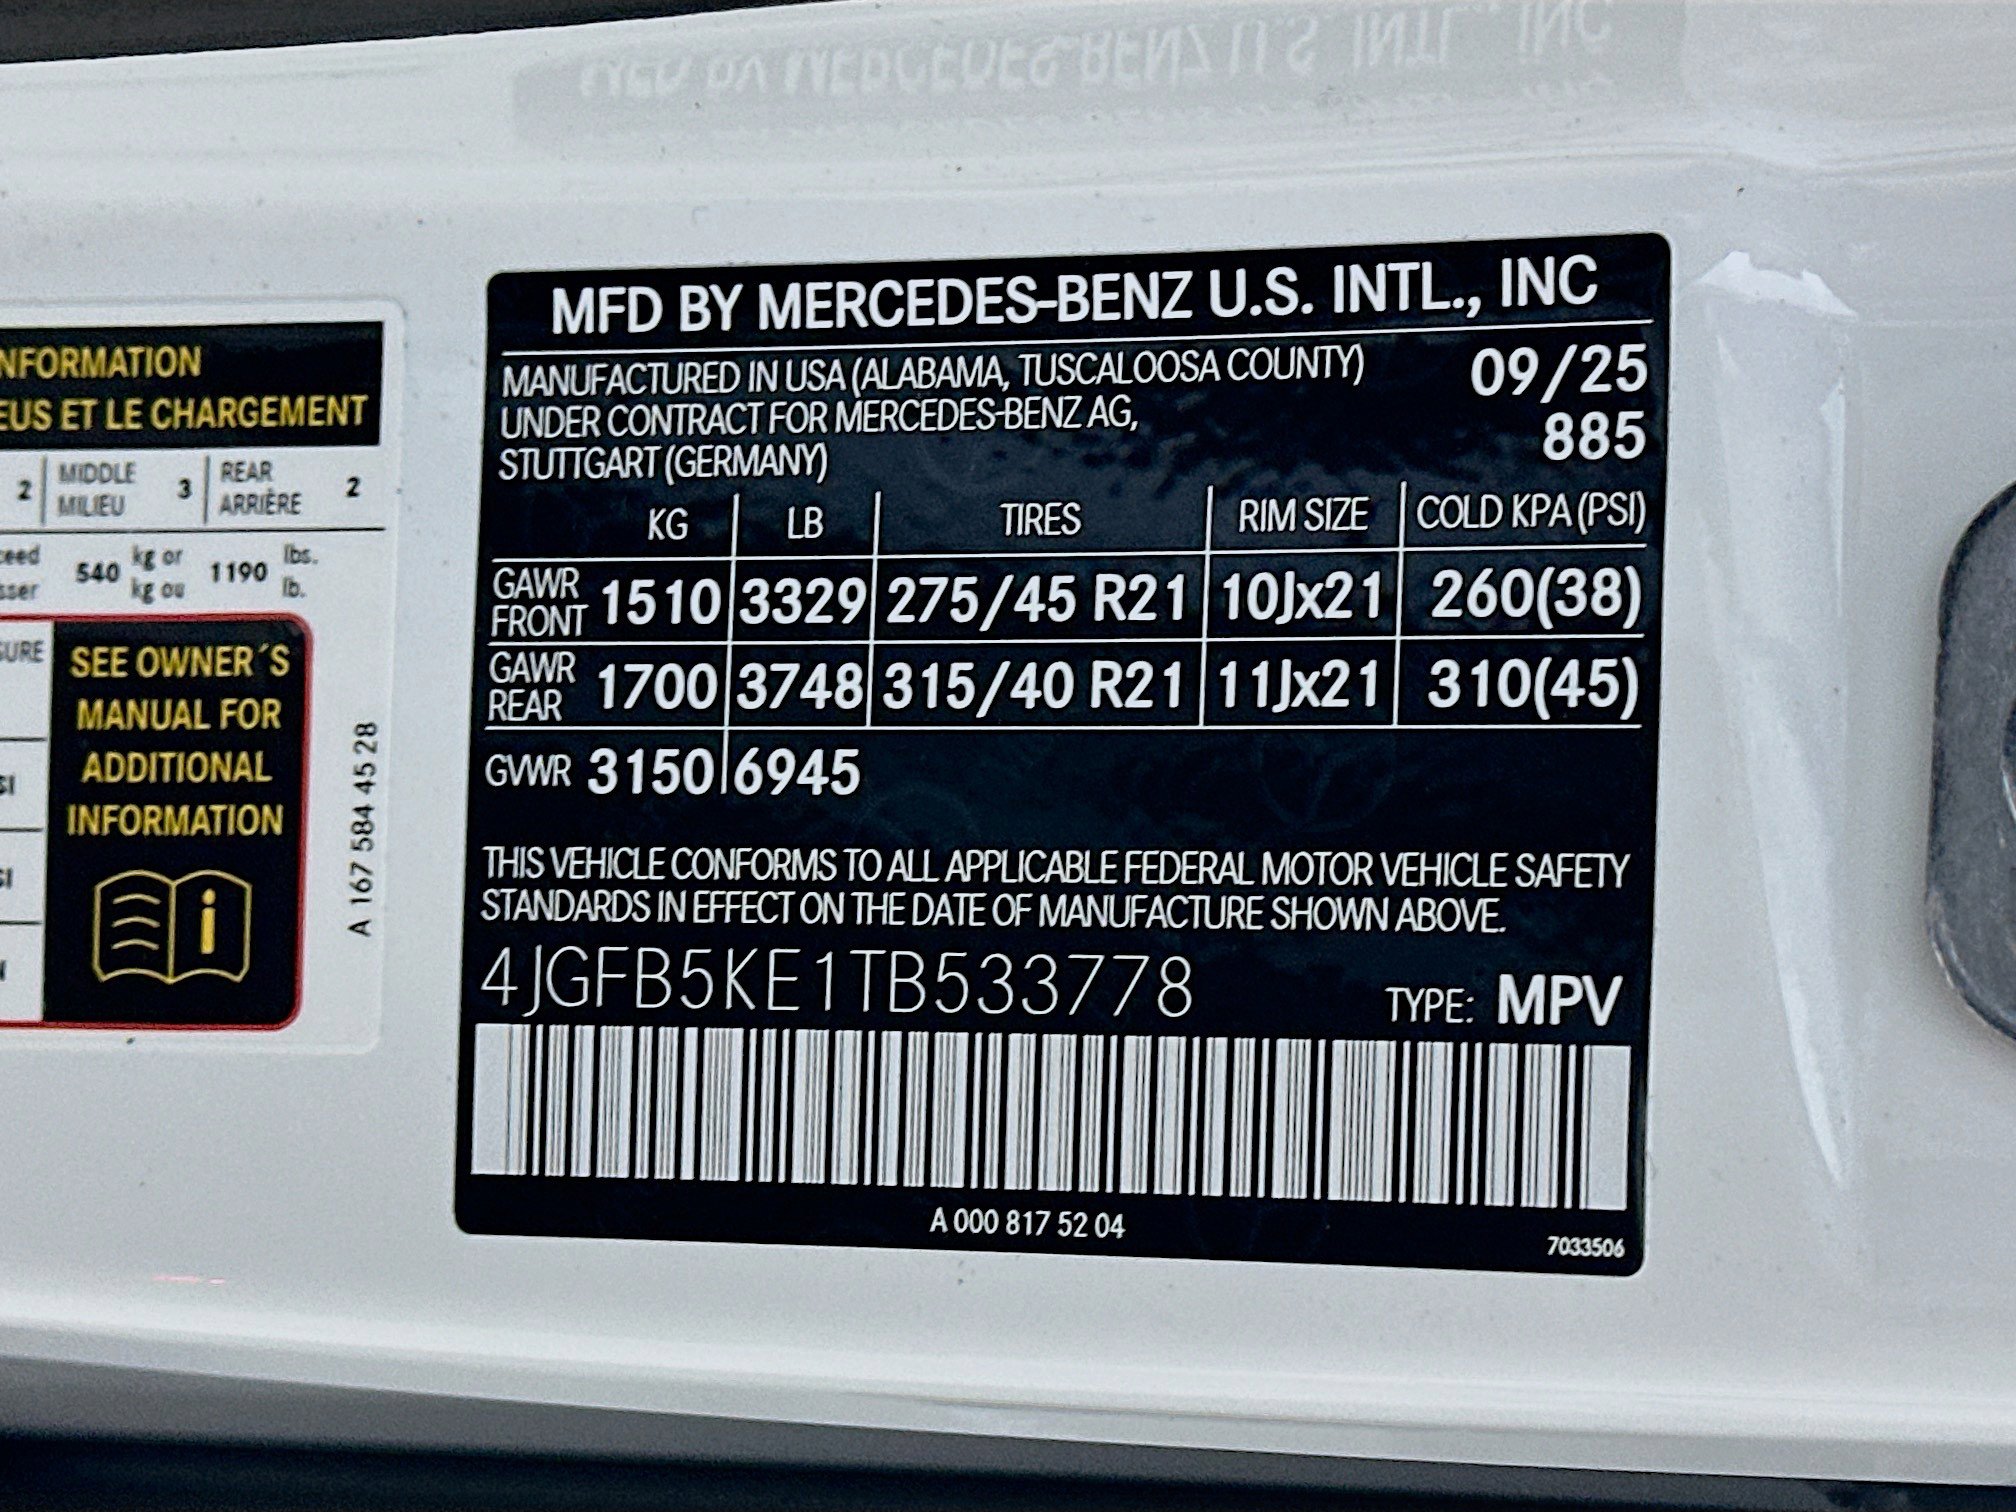 MFD BY MERCEDES-BENZ U.S. INTL., INC
MANUFACTURED IN USA (ALABAMA, TUSCALOOSA COUNTY) 09/25
UNDER CONTRACT FOR MERCEDES-BENZ AG, 885
STUTTGART (GERMANY)
KG LB TIRES RIM SIZE COLD KPA (PSI)
GAWR FRONT 1510 3329 275/45 R21 10Jx21 260(38)
GAWR REAR 1700 3748 315/40 R21 11Jx21 310(45)
GVWR 3150 6945
THIS VEHICLE CONFORMS TO ALL APPLICABLE FEDERAL MOTOR VEHICLE SAFETY
STANDARDS IN EFFECT ON THE DATE OF MANUFACTURE SHOWN ABOVE.
4JGFB5KE1TB533778 TYPE: MPV
A 000 817 52 04
7033506
NFORMATION
EUS ET LE CHARGEMENT
2 MIDDLE MILIEU 3 REAR ARRIÈRE 2
540 kg or kg ou 1190 lbs. lb.
SEE OWNER´S
MANUAL FOR
ADDITIONAL
INFORMATION
A 167 584 45 28